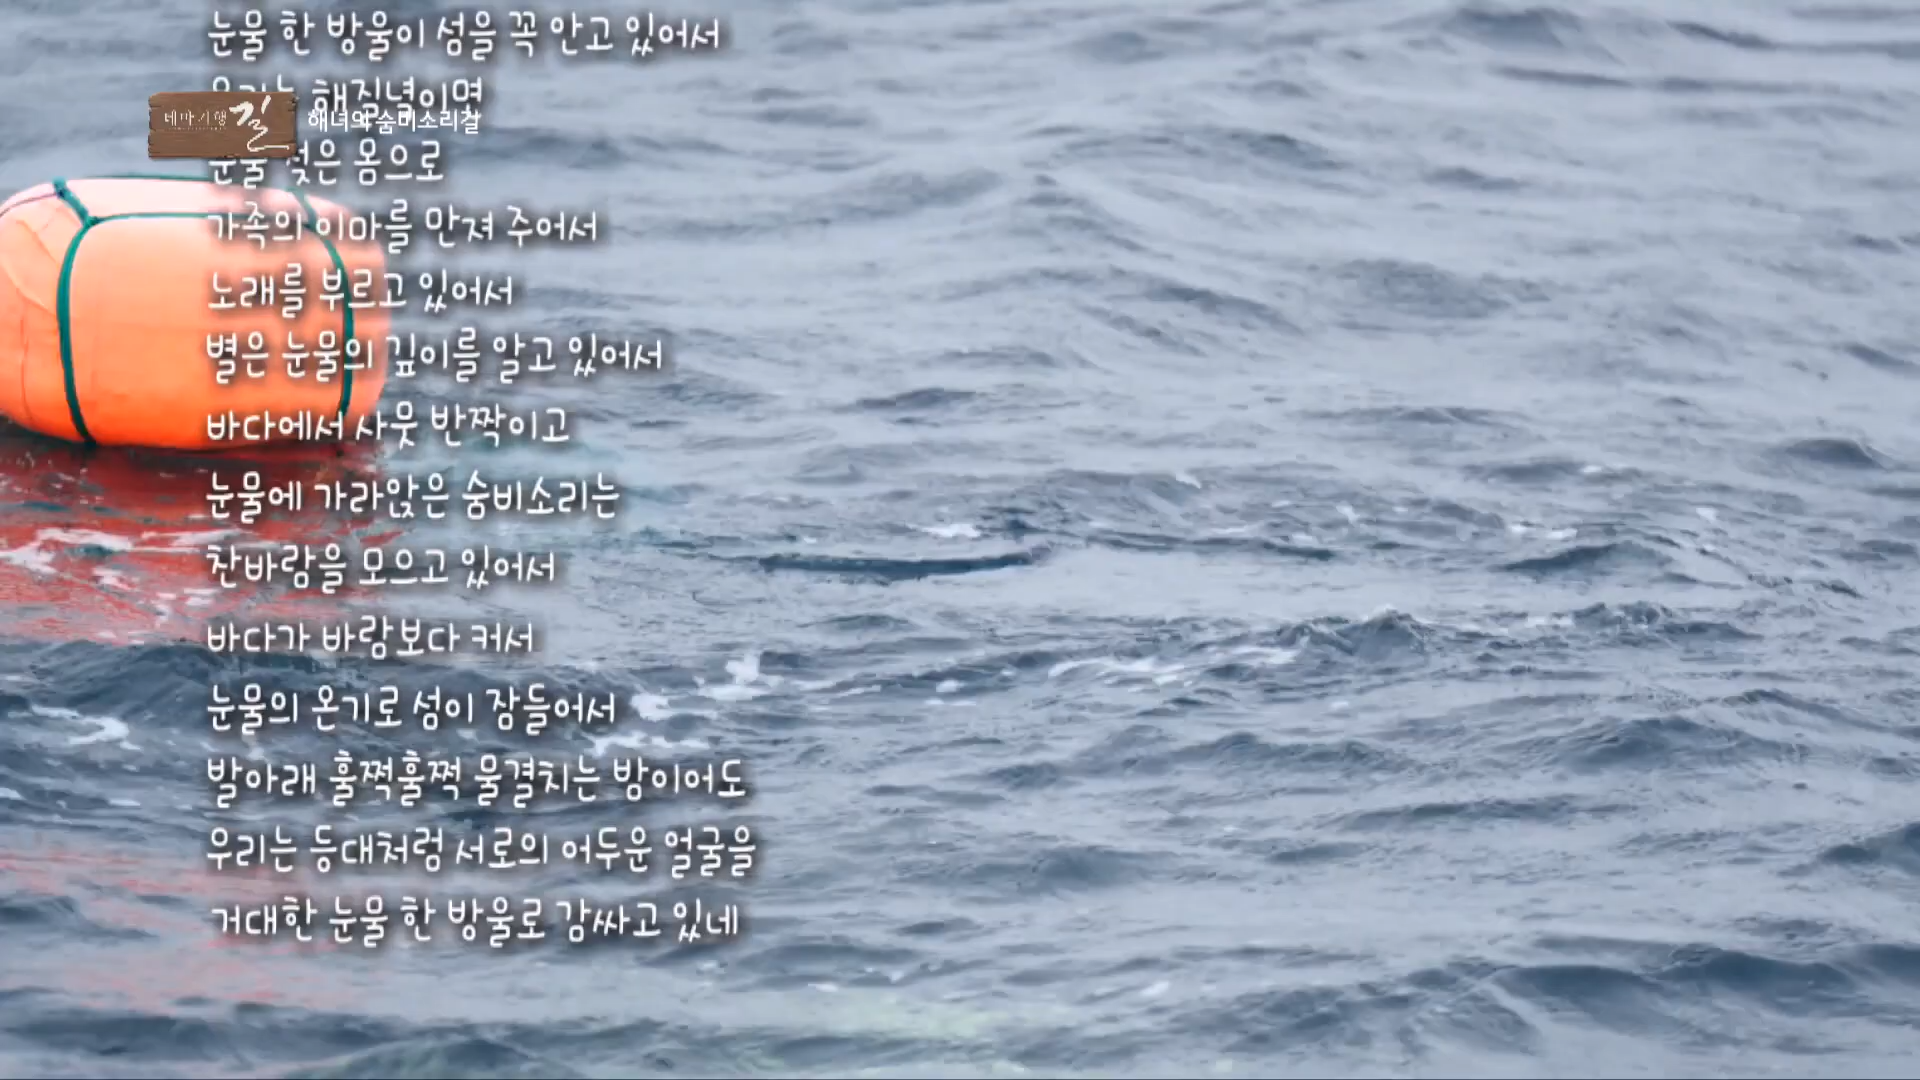 눈물 한 방울이 섬을 꼭 안고 있어서
우리는 해질녘이면
테마기행 길 해녀의 숨비소리길
눈물 젖은 몸으로
가족의 이마를 만져 주어서
노래를 부르고 있어서
별은 눈물의 깊이를 알고 있어서
바다에서 사뭇 반짝이고
눈물에 가라앉은 숨비소리는
찬바람을 모으고 있어서
바다가 바람보다 커서
눈물의 온기로 섬이 잠들어서
발아래 훌쩍훌쩍 물결치는 밤이어도
우리는 등대처럼 서로의 어두운 얼굴을
거대한 눈물 한 방울로 감싸고 있네